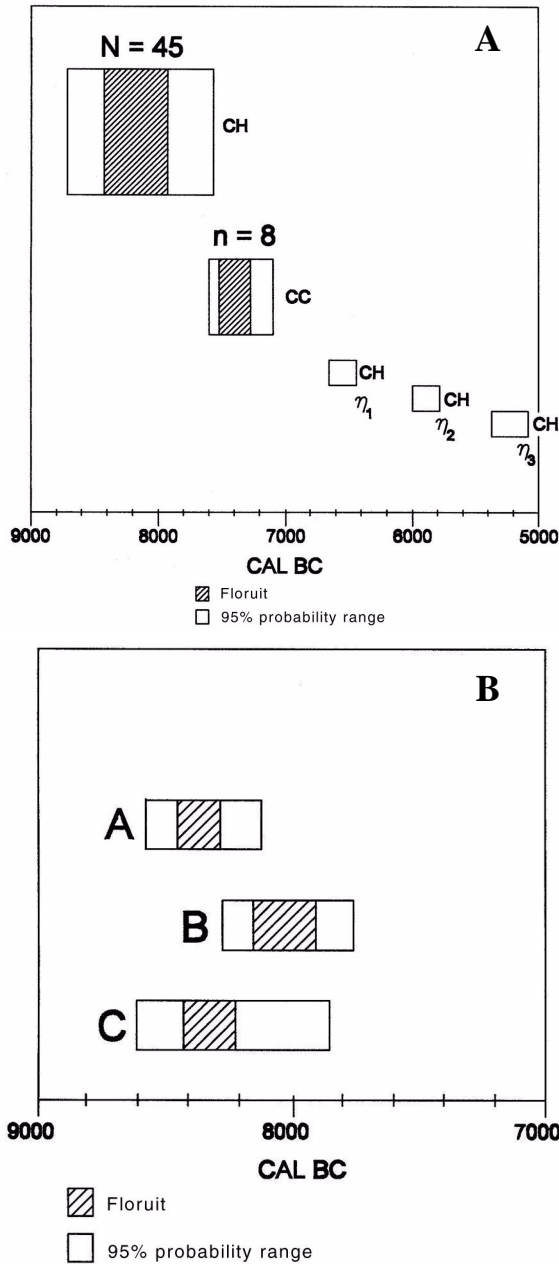 A
N = 45
CH
n = 8
CC
CH
η1
CH
η2
CH
η3
9000 8000 7000 6000 5000
CAL BC
Floruit
95% probability range
B
A
B
C
9000 8000 7000
CAL BC
Floruit
95% probability range